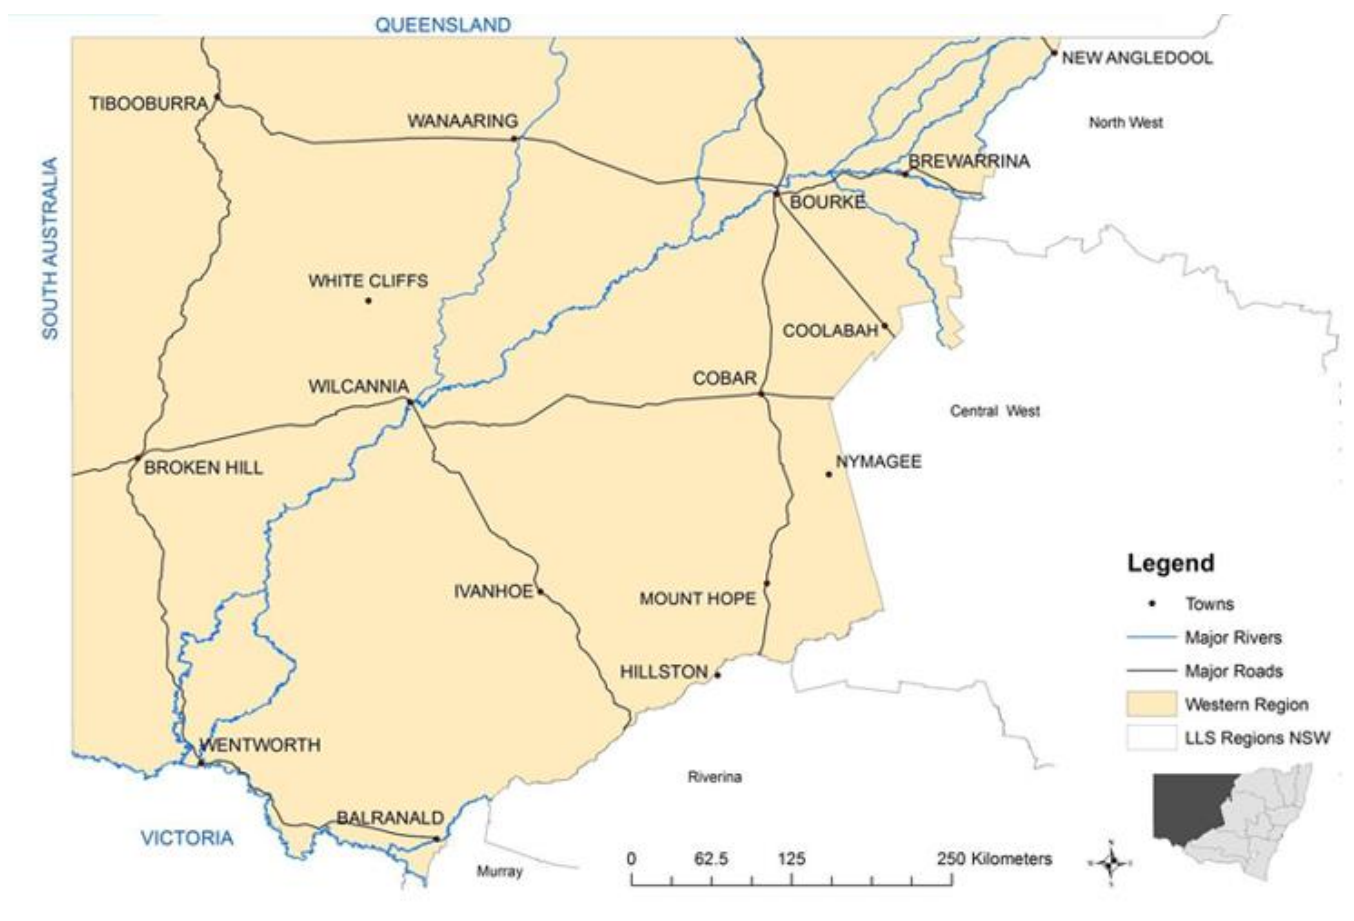 QUEENSLAND
NEW ANGLEDOOL
TIBOOBURRA
WANAARING
North West
SOUTH AUSTRALIA
BREWARRINA
BOURKE
WHITE CLIFFS
COOLABAH
WILCANNIA
COBAR
Central West
BROKEN HILL
NYMAGEE
IVANHOE
MOUNT HOPE
HILLSTON
WENTWORTH
Riverina
BALRANALD
VICTORIA
Murray
Legend
Towns
Major Rivers
Major Roads
Western Region
LLS Regions NSW
0 62.5 125 250 Kilometers